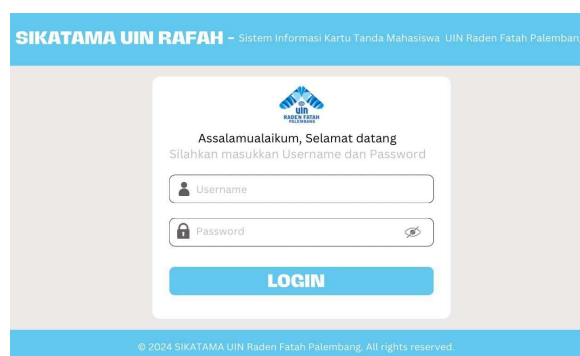 SIKATAMA UIN RAFAH - Sistem Informasi Kartu Tanda Mahasiswa UIN Raden Fatah Palemban
uin
RADEN FATAH
PALEMBANG
Assalamualaikum, Selamat datang
Silahkan masukkan Username dan Password
Username
Password
LOGIN
© 2024 SIKATAMA UIN Raden Fatah Palembang. All rights reserved.